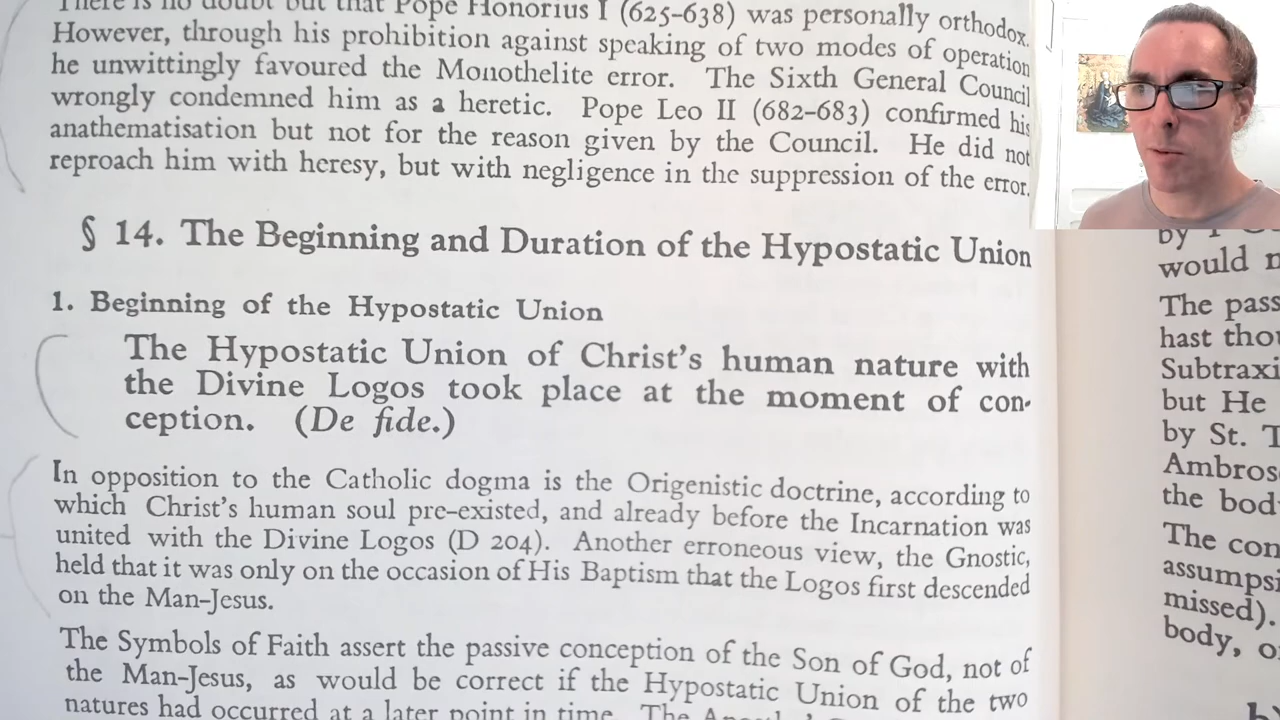 There is no doubt but that Pope Honorius I (625–638) was personally orthodox.
However, through his prohibition against speaking of two modes of operation
he unwittingly favoured the Monothelite error. The Sixth General Council
wrongly condemned him as a heretic. Pope Leo II (682–683) confirmed his
anathematisation but not for the reason given by the Council. He did not
reproach him with heresy, but with negligence in the suppression of the error.
§ 14. The Beginning and Duration of the Hypostatic Union
1. Beginning of the Hypostatic Union
The Hypostatic Union of Christ's human nature with
the Divine Logos took place at the moment of con-
ception. (De fide.)
In opposition to the Catholic dogma is the Origenistic doctrine, according to
which Christ's human soul pre-existed, and already before the Incarnation was
united with the Divine Logos (D 204). Another erroneous view, the Gnostic,
held that it was only on the occasion of His Baptism that the Logos first descended
on the Man-Jesus.
The Symbols of Faith assert the passive conception of the Son of God, not of
the Man-Jesus, as would be correct if the Hypostatic Union of the two
natures had occurred at a later point in time. The
by
would
The pass
hast thou
Subtraxi
but He
by St. T
Ambros
the bod
The con
assumpsi
missed).
body, o